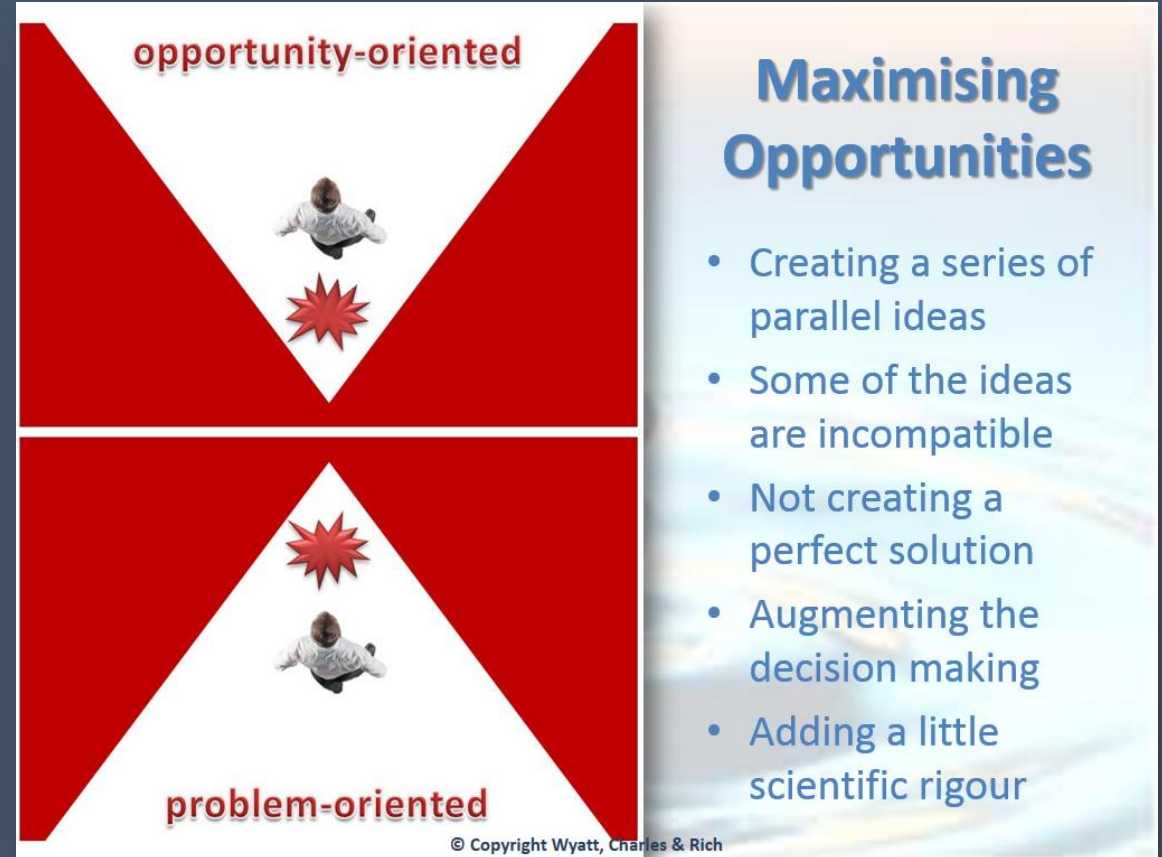 opportunity-oriented
problem-oriented
Maximising
Opportunities
• Creating a series of
parallel ideas
• Some of the ideas
are incompatible
• Not creating a
perfect solution
• Augmenting the
decision making
• Adding a little
scientific rigour
© Copyright Wyatt, Charles & Rich